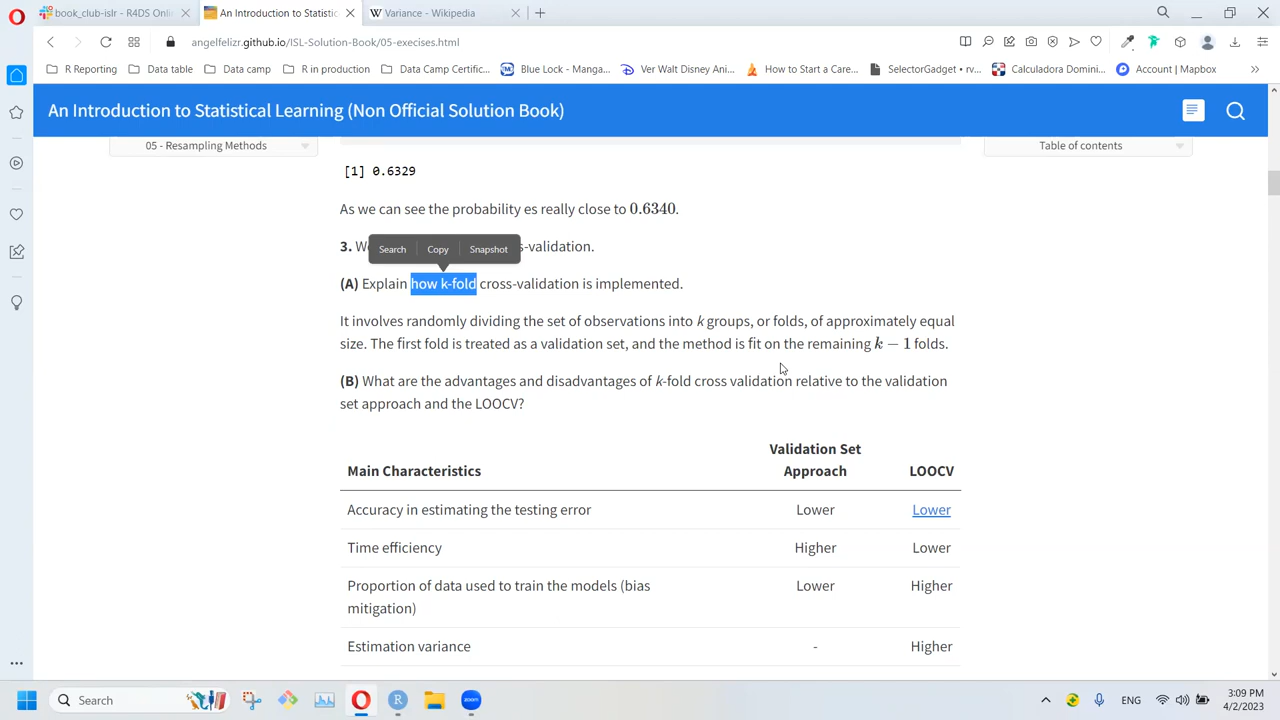 book_club-islr - R4DS Onli
An Introduction to Statistic
Variance - Wikipedia
angelfelizr.github.io/ISL-Solution-Book/05-execises.html
R Reporting
Data table
Data camp
R in production
Data Camp Certific...
Blue Lock - Manga...
Ver Walt Disney Ani...
How to Start a Care...
SelectorGadget • rv...
Calculadora Domini...
Account | Mapbox
An Introduction to Statistical Learning (Non Official Solution Book)
05 - Resampling Methods
Table of contents
[1] 0.6329
As we can see the probability es really close to 0.6340.
3. W
s-validation.
Search Copy Snapshot
(A) Explain how k-fold cross-validation is implemented.
It involves randomly dividing the set of observations into k groups, or folds, of approximately equal
size. The first fold is treated as a validation set, and the method is fit on the remaining k − 1 folds.
(B) What are the advantages and disadvantages of k-fold cross validation relative to the validation
set approach and the LOOCV?
Validation Set
Main Characteristics Approach LOOCV
Accuracy in estimating the testing error Lower Lower
Time efficiency Higher Lower
Proportion of data used to train the models (bias Lower Higher
mitigation)
Estimation variance - Higher
Search
zoom
ENG
3:09 PM
4/2/2023